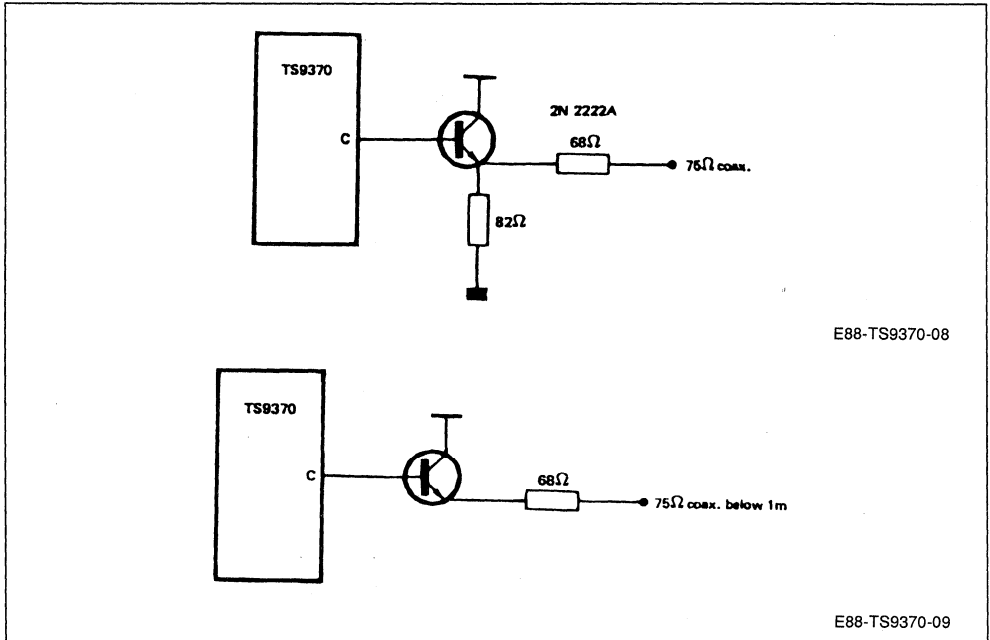 TS9370
C
2N 2222A
68Ω
75Ω coax.
82Ω
E88-TS9370-08
TS9370
C
68Ω
75Ω coax. below 1m
E88-TS9370-09